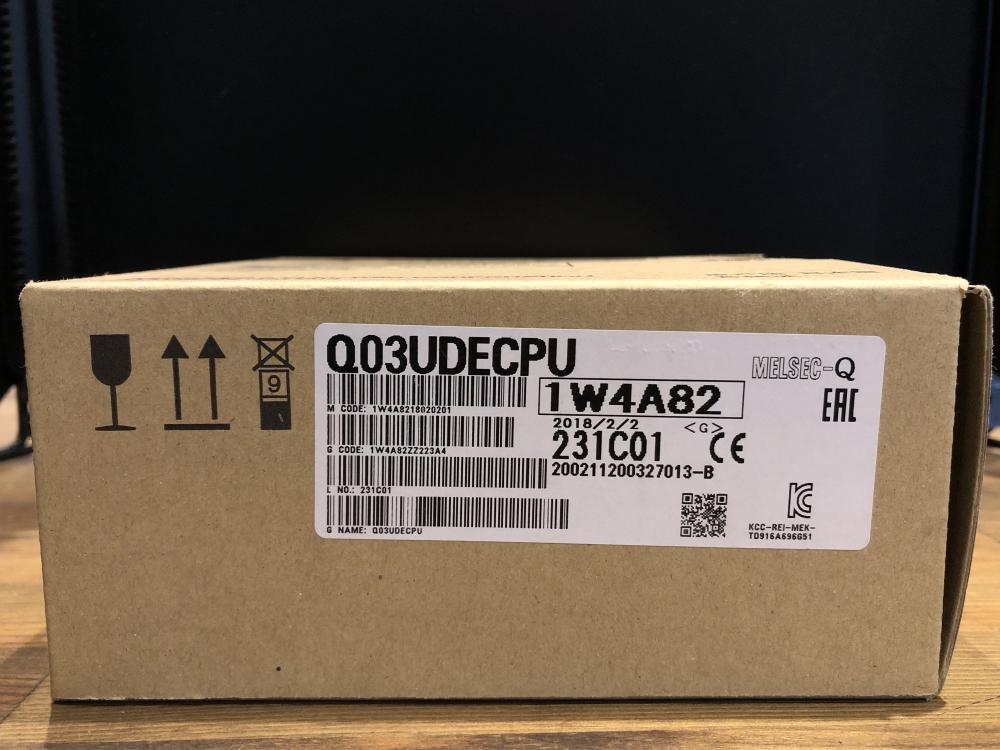 Q03UDECPU
MELSEC-Q
1W4A82
M CODE: 1W4A8218020201
2018/2/2
<G>
EAC
231C01
CE
G CODE: 1W4A82ZZ223A4
200211200327013-B
L NO.: 231C01
G NAME: Q03UDECPU
KC
KCC-REI-MEK-
TD916A696G51
9